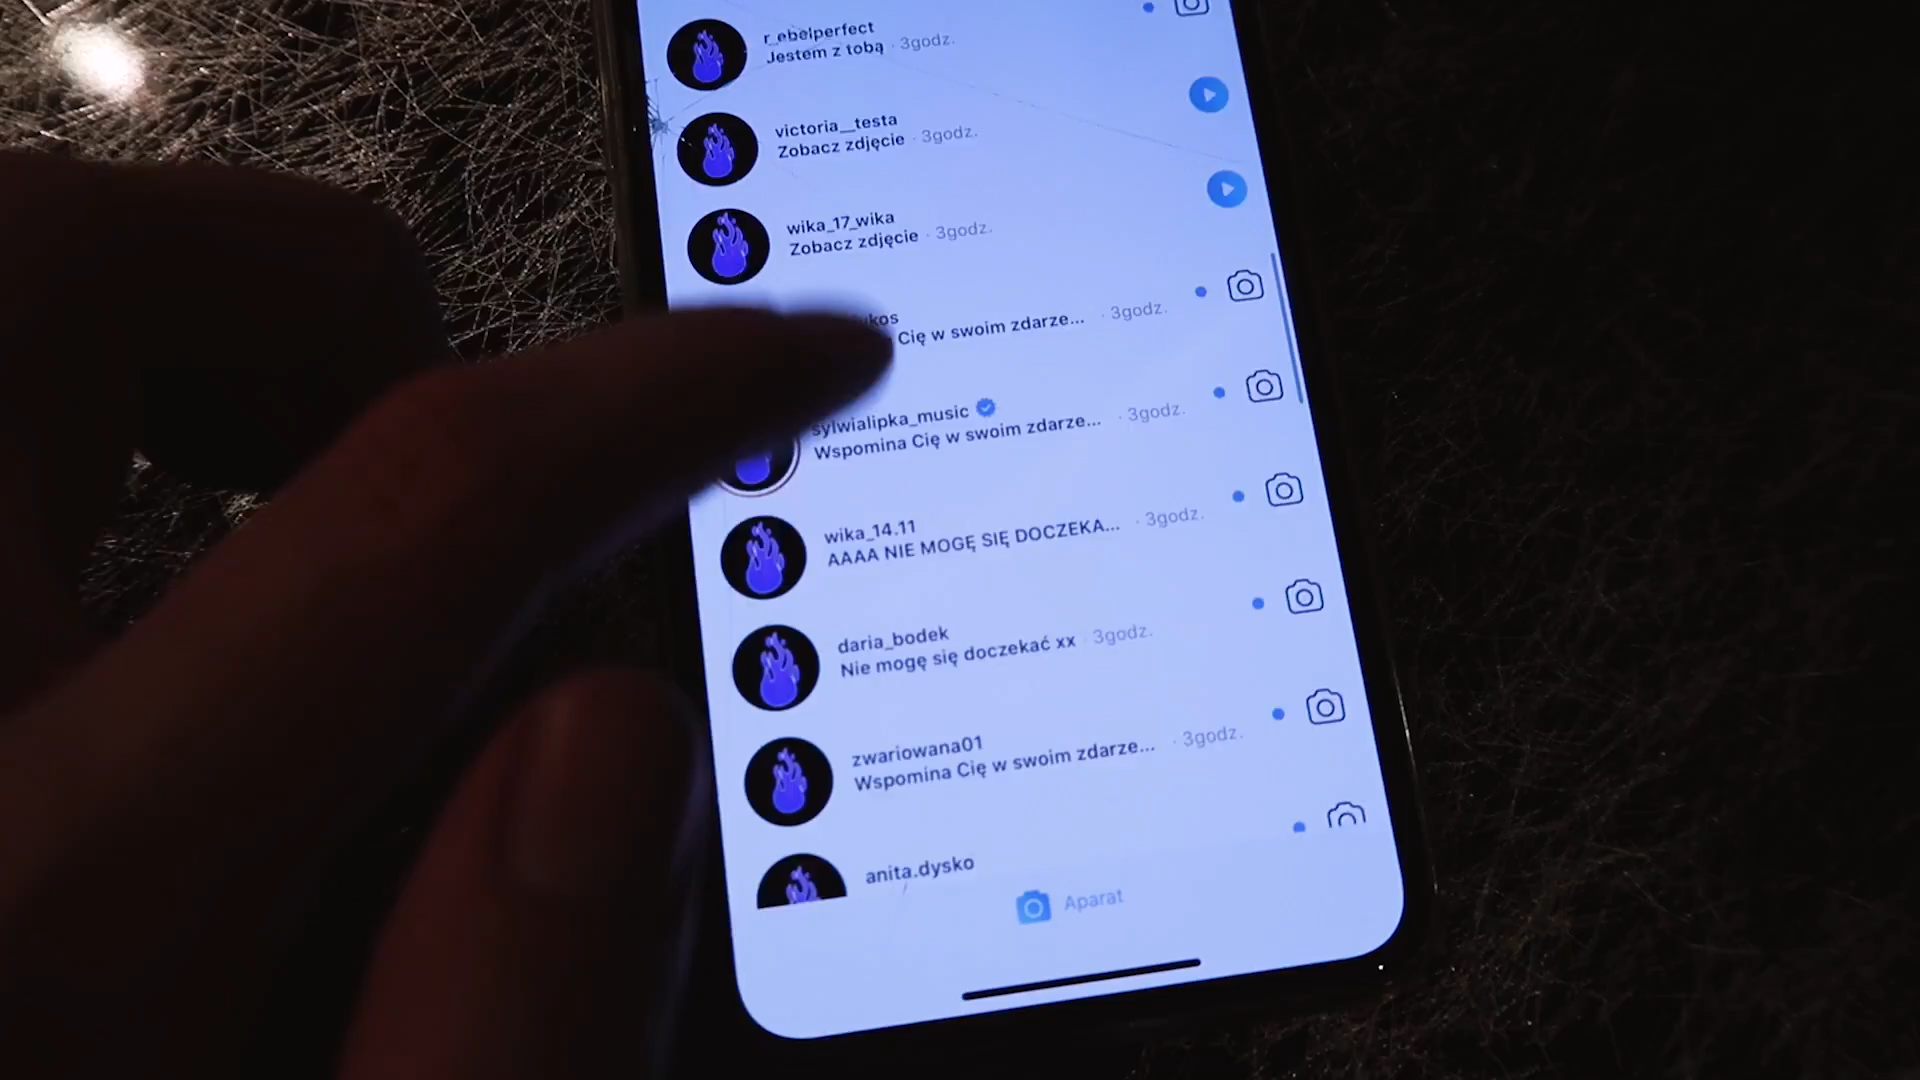 r_ebelperfect
Jestem z tobą · 3godz.
victoria__testa
Zobacz zdjęcie · 3godz.
wika_17_wika
Zobacz zdjęcie · 3godz.
Cię w swoim zdarze... · 3godz.
sylwialipka_music
Wspomina Cię w swoim zdarze... · 3godz.
wika_14.11
AAAA NIE MOGĘ SIĘ DOCZEKA... · 3godz.
daria_bodek
Nie mogę się doczekać xx · 3godz.
zwariowana01
Wspomina Cię w swoim zdarze... · 3godz.
anita.dysko
Aparat